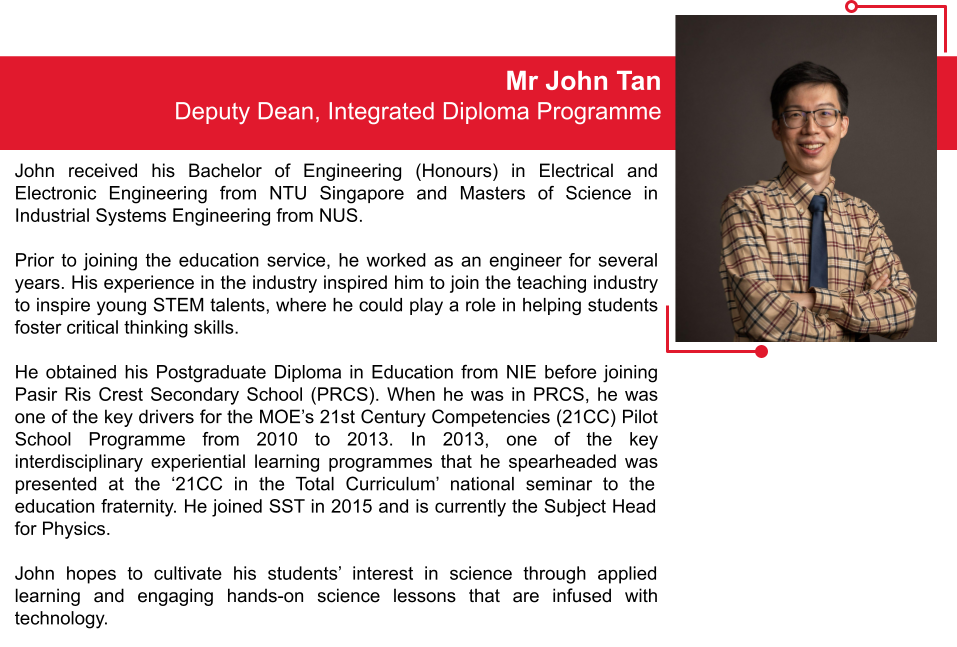 Mr John Tan
Deputy Dean, Integrated Diploma Programme
John received his Bachelor of Engineering (Honours) in Electrical and
Electronic Engineering from NTU Singapore and Masters of Science in
Industrial Systems Engineering from NUS.
Prior to joining the education service, he worked as an engineer for several
years. His experience in the industry inspired him to join the teaching industry
to inspire young STEM talents, where he could play a role in helping students
foster critical thinking skills.
He obtained his Postgraduate Diploma in Education from NIE before joining
Pasir Ris Crest Secondary School (PRCS). When he was in PRCS, he was
one of the key drivers for the MOE’s 21st Century Competencies (21CC) Pilot
School Programme from 2010 to 2013. In 2013, one of the key
interdisciplinary experiential learning programmes that he spearheaded was
presented at the ‘21CC in the Total Curriculum’ national seminar to the
education fraternity. He joined SST in 2015 and is currently the Subject Head
for Physics.
John hopes to cultivate his students’ interest in science through applied
learning and engaging hands-on science lessons that are infused with
technology.